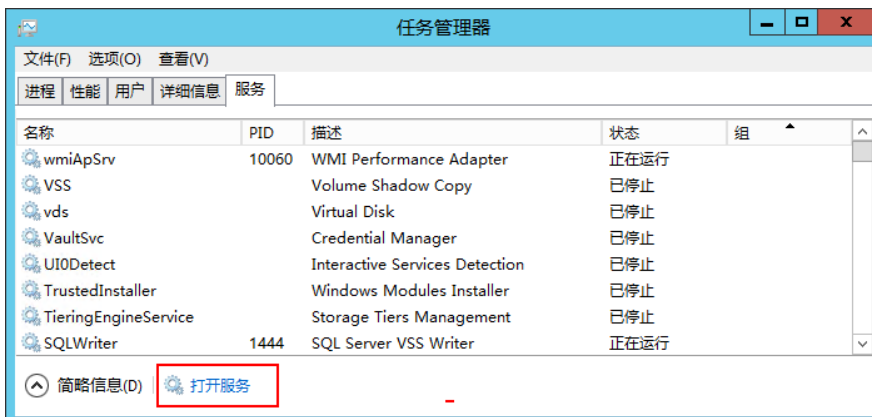 任务管理器
文件(F) 选项(O) 查看(V)
进程 性能 用户 详细信息 服务
名称 PID 描述 状态 组
wmiApSrv 10060 WMI Performance Adapter 正在运行
VSS Volume Shadow Copy 已停止
vds Virtual Disk 已停止
VaultSvc Credential Manager 已停止
UI0Detect Interactive Services Detection 已停止
TrustedInstaller Windows Modules Installer 已停止
TieringEngineService Storage Tiers Management 已停止
SQLWriter 1444 SQL Server VSS Writer 正在运行
简略信息(D) 打开服务